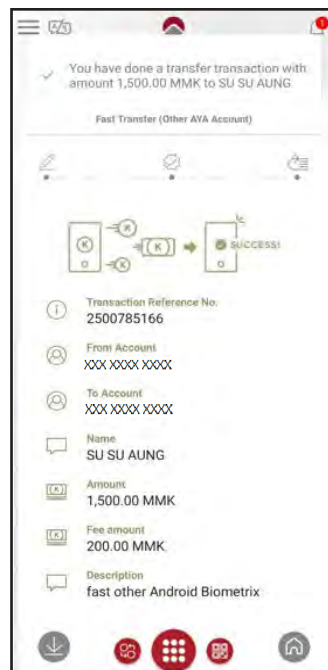 You have done a transfer transaction with
amount 1,500.00 MMK to SU SU AUNG
Fast Transfer (Other AYA Account)
SUCCESS!
Transaction Reference No.
2500785166
From Account
XXX XXXX XXXX
To Account
XXX XXXX XXXX
Name
SU SU AUNG
Amount
1,500.00 MMK
Fee amount
200.00 MMK
Description
fast other Android Biometrix